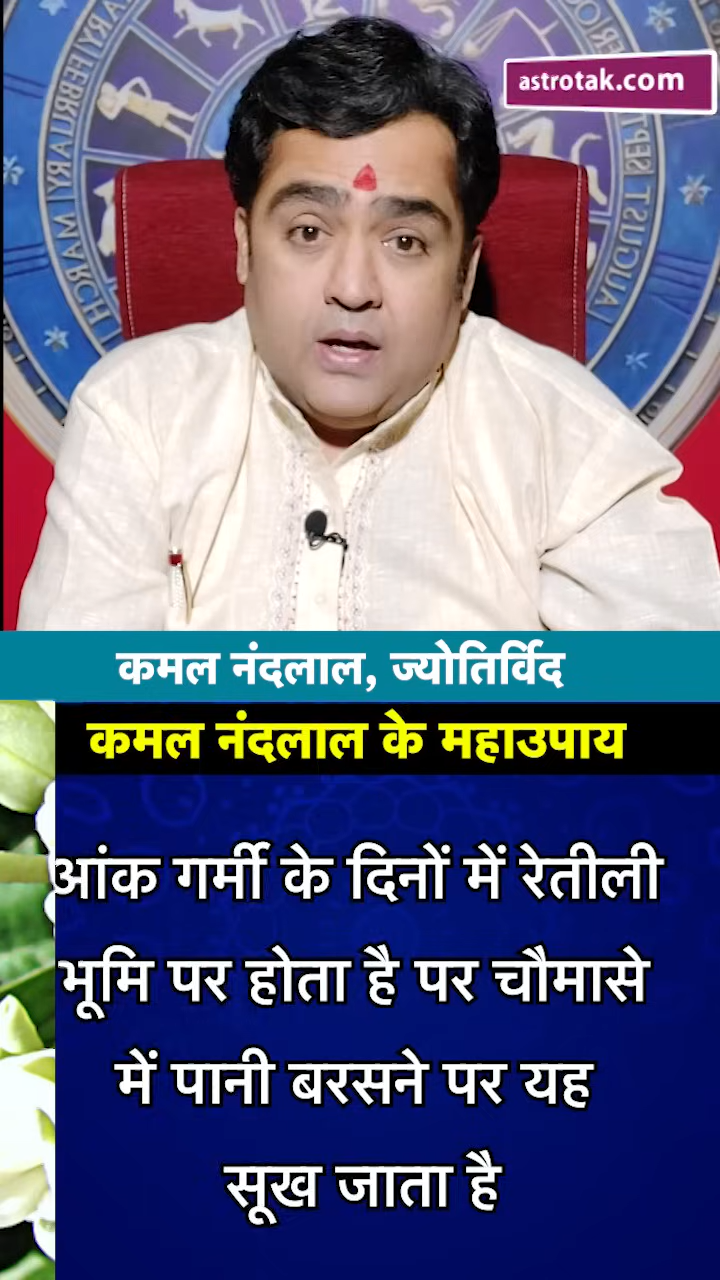 astrotak.com
कमल नंदलाल, ज्योतिर्विद
कमल नंदलाल के महाउपाय
आंक गर्मी के दिनों में रेतीली
भूमि पर होता है पर चौमासे
में पानी बरसने पर यह
सूख जाता है